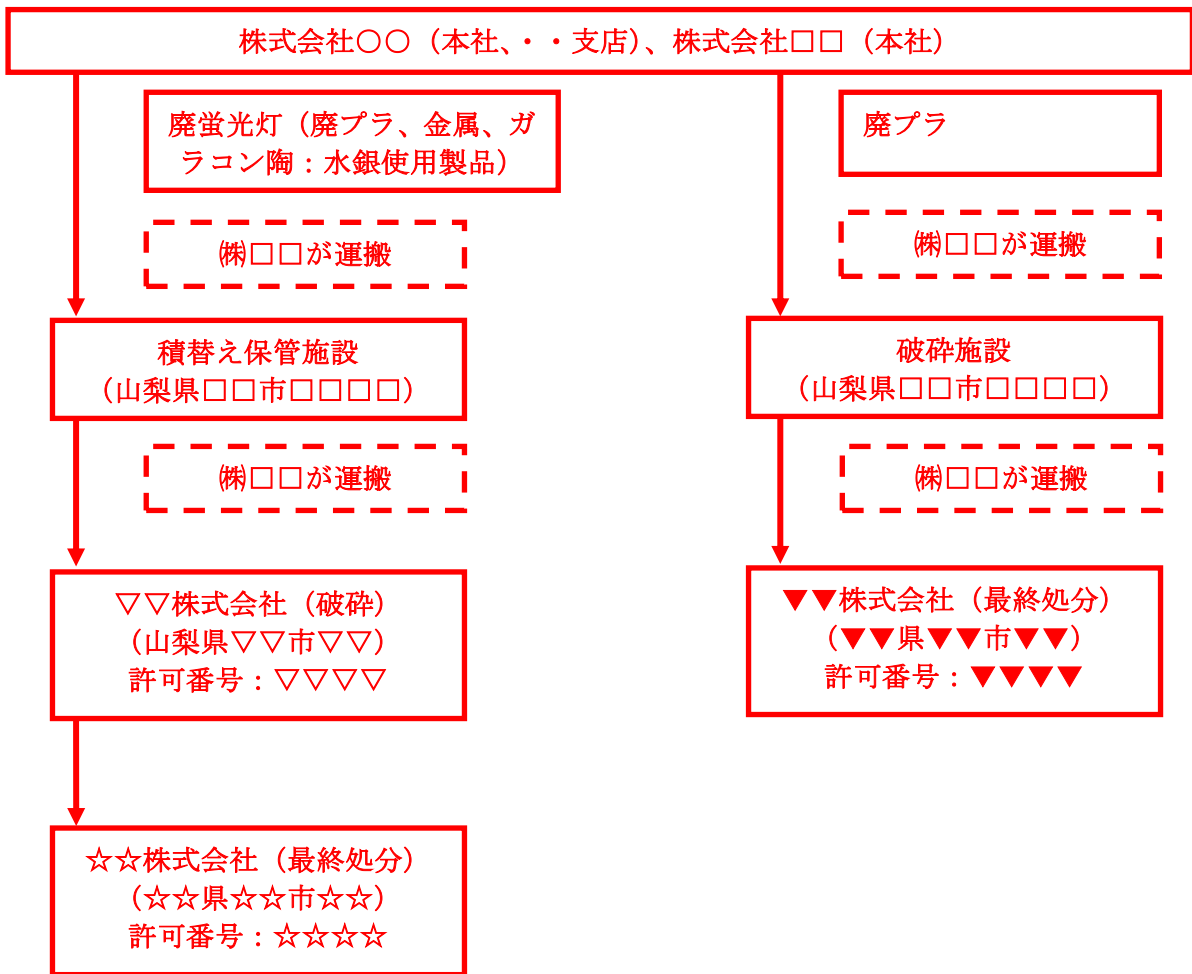 株式会社○○（本社、・・支店）、株式会社□□（本社）
廃蛍光灯（廃プラ、金属、ガ
ラコン陶：水銀使用製品）
㈱□□が運搬
積替え保管施設
（山梨県□□市□□□□）
㈱□□が運搬
▽▽株式会社（破砕）
（山梨県▽▽市▽▽）
許可番号：▽▽▽▽
☆☆株式会社（最終処分）
（☆☆県☆☆市☆☆）
許可番号：☆☆☆☆
廃プラ
㈱□□が運搬
破砕施設
（山梨県□□市□□□□）
㈱□□が運搬
▼▼株式会社（最終処分）
（▼▼県▼▼市▼▼）
許可番号：▼▼▼▼